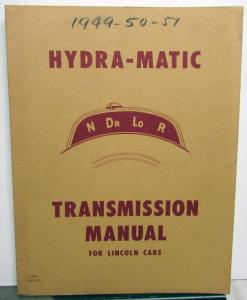 1949-50-51
HYDRA-MATIC
N DR LO R
TRANSMISSION
MANUAL
FOR LINCOLN CARS